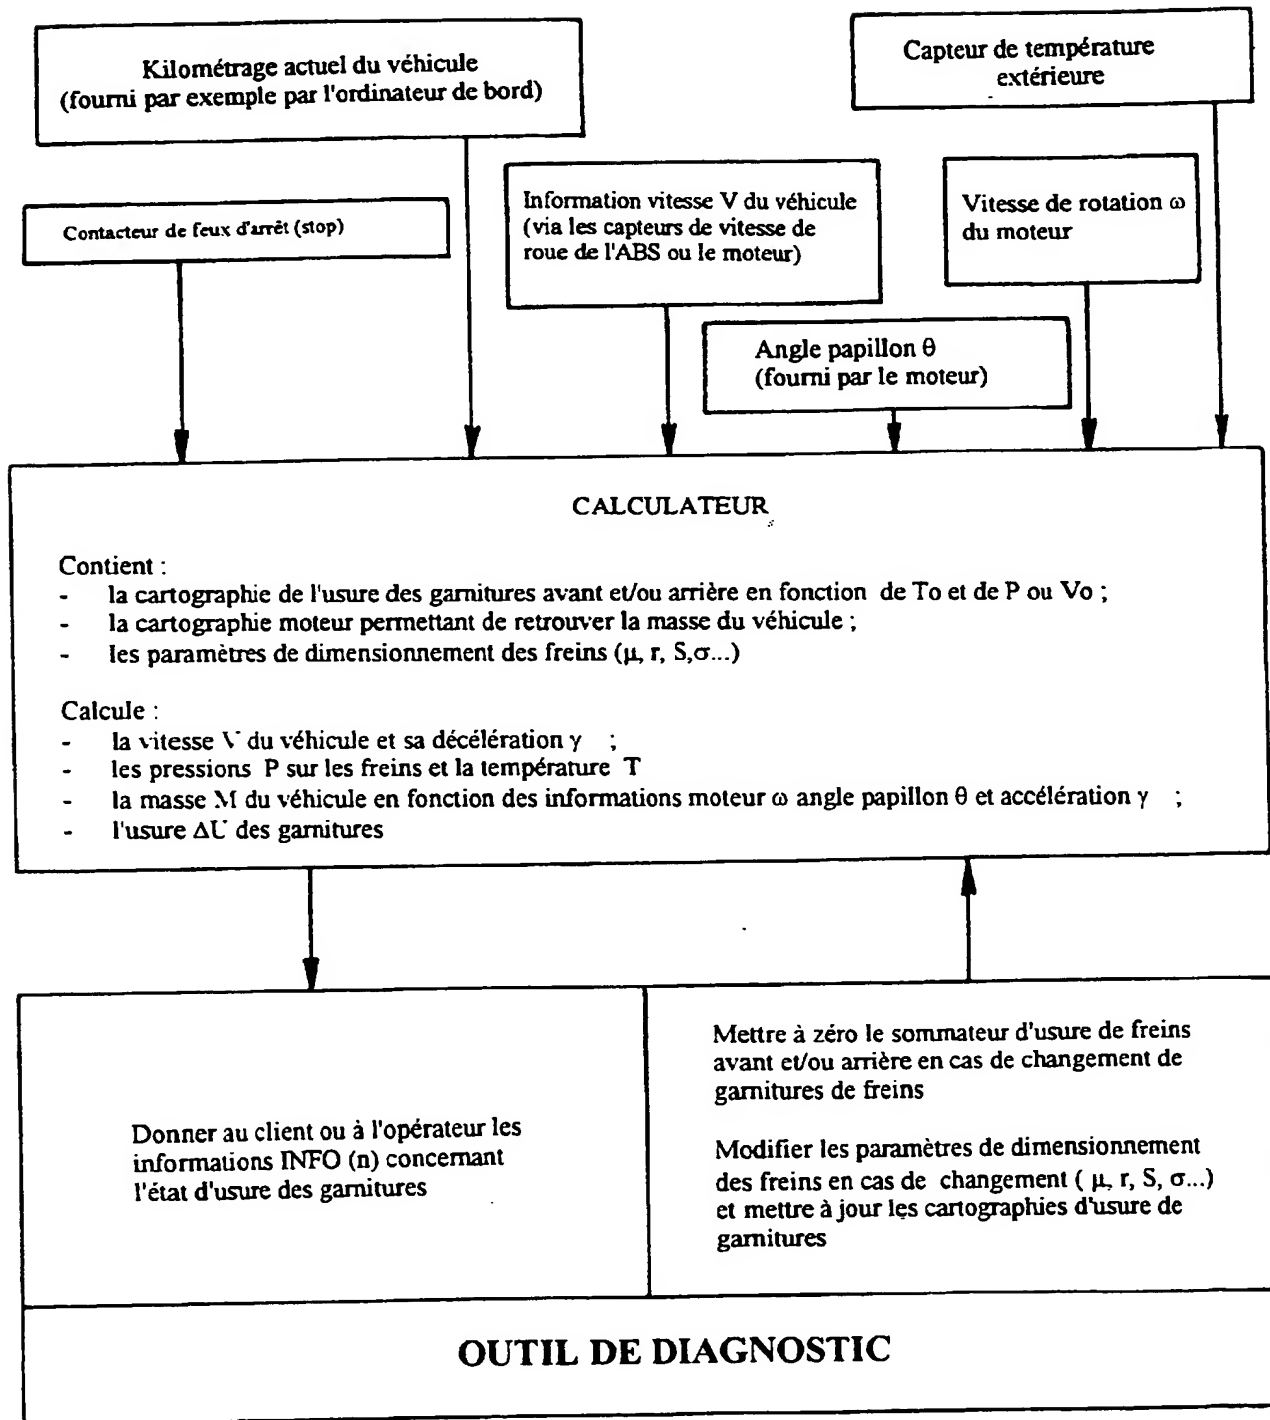 Kilométrage actuel du véhicule
(fourni par exemple par l'ordinateur de bord)
Capteur de température
extérieure
Contacteur de feux d'arrêt (stop)
Information vitesse V du véhicule
(via les capteurs de vitesse de
roue de l'ABS ou le moteur)
Vitesse de rotation ω
du moteur
Angle papillon θ
(fourni par le moteur)
CALCULATEUR
Contient :
- la cartographie de l'usure des garnitures avant et/ou arrière en fonction de To et de P ou Vo ;
- la cartographie moteur permettant de retrouver la masse du véhicule ;
- les paramètres de dimensionnement des freins (μ, r, S,σ...)
Calcule :
- la vitesse V du véhicule et sa décélération γ ;
- les pressions P sur les freins et la température T
- la masse M du véhicule en fonction des informations moteur ω angle papillon θ et accélération γ ;
- l'usure ΔU des garnitures
Donner au client ou à l'opérateur les
informations INFO (n) concernant
l'état d'usure des garnitures
Mettre à zéro le sommateur d'usure de freins
avant et/ou arrière en cas de changement de
garnitures de freins
Modifier les paramètres de dimensionnement
des freins en cas de changement ( μ, r, S, σ...)
et mettre à jour les cartographies d'usure de
garnitures
OUTIL DE DIAGNOSTIC